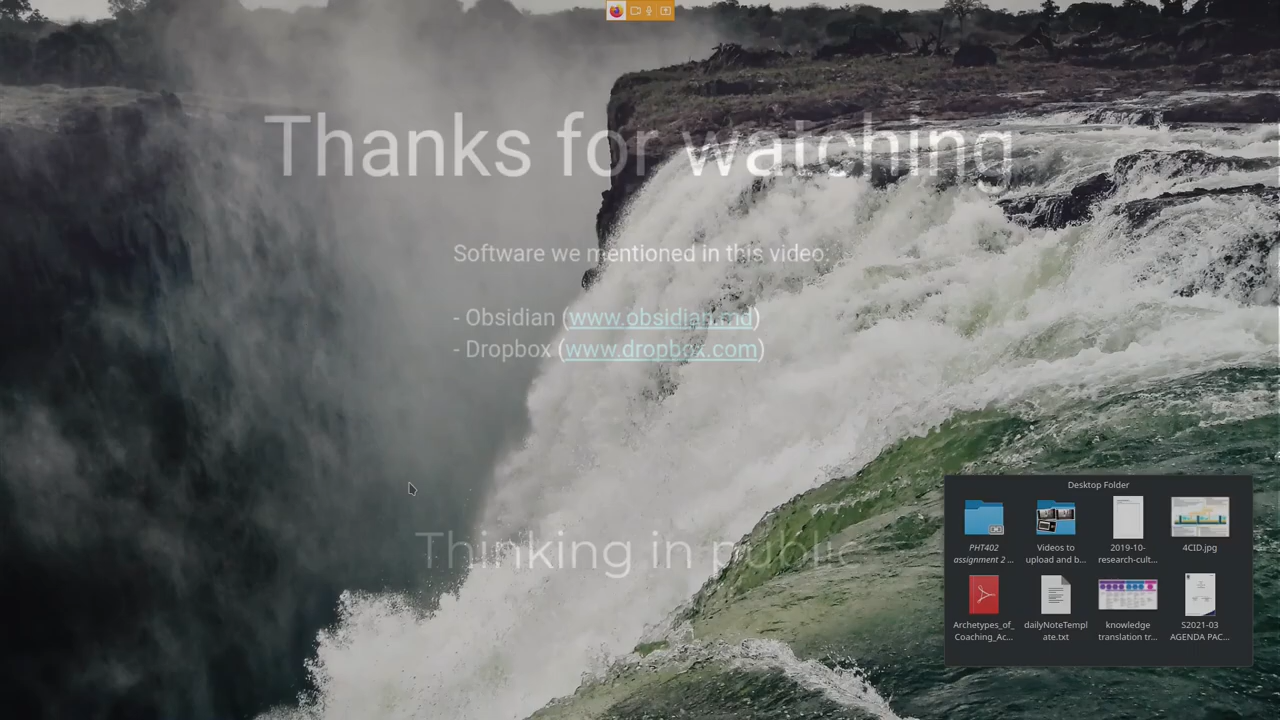 Thanks for watching
Software we mentioned in this video:
- Obsidian (www.obsidian.md)
- Dropbox (www.dropbox.com)
Thinking in public
Desktop Folder
PHT402
assignment 2 ...
Videos to
upload and b...
2019-10-
research-cult...
4CID.jpg
Archetypes_of_
Coaching_Ac...
dailyNoteTempl
ate.txt
knowledge
translation tr...
S2021-03
AGENDA PAC...